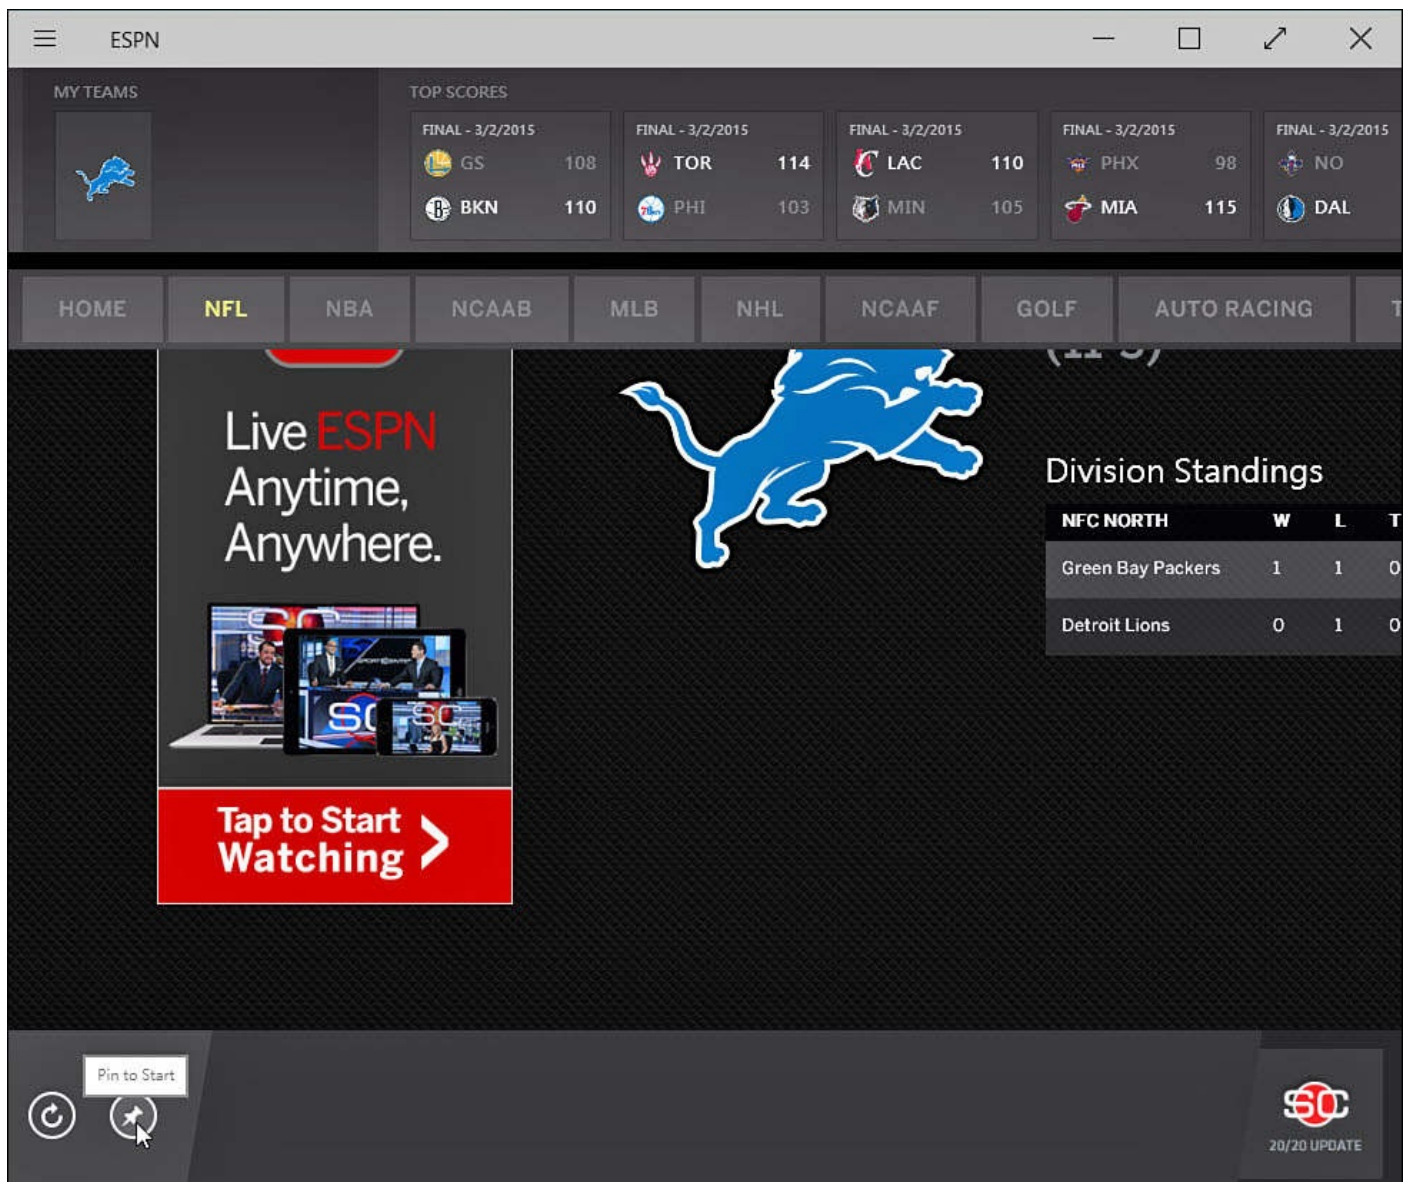 ESPN
MY TEAMS
TOP SCORES
FINAL - 3/2/2015
GS 108
BKN 110
FINAL - 3/2/2015
TOR 114
PHI 103
FINAL - 3/2/2015
LAC 110
MIN 105
FINAL - 3/2/2015
PHX 98
MIA 115
FINAL - 3/2/2015
NO
DAL
HOME NFL NBA NCAAB MLB NHL NCAAF GOLF AUTO RACING T
Live ESPN
Anytime,
Anywhere.
SC
SC
SC
Tap to Start
Watching
Division Standings
NFC NORTH W L T
Green Bay Packers 1 1 0
Detroit Lions 0 1 0
Pin to Start
SC
20/20 UPDATE